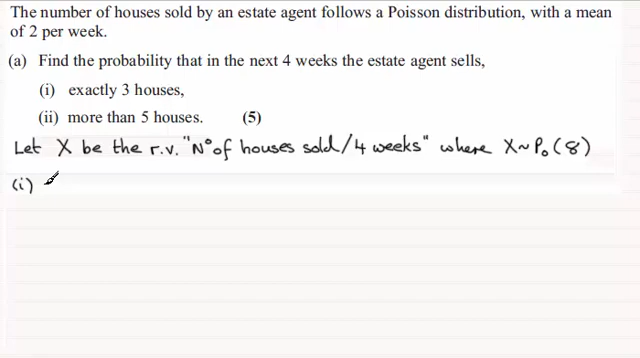 The number of houses sold by an estate agent follows a Poisson distribution, with a mean
of 2 per week.
(a) Find the probability that in the next 4 weeks the estate agent sells,
(i) exactly 3 houses,
(ii) more than 5 houses. (5)
Let X be the r.v. "N° of houses sold/4 weeks" where X~Po(8)
(i)